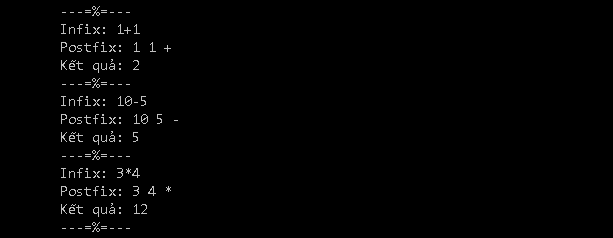 ---=%=---
Infix: 1+1
Postfix: 1 1 +
Kết quả: 2
---=%=---
Infix: 10-5
Postfix: 10 5 -
Kết quả: 5
---=%=---
Infix: 3*4
Postfix: 3 4 *
Kết quả: 12
---=%=---